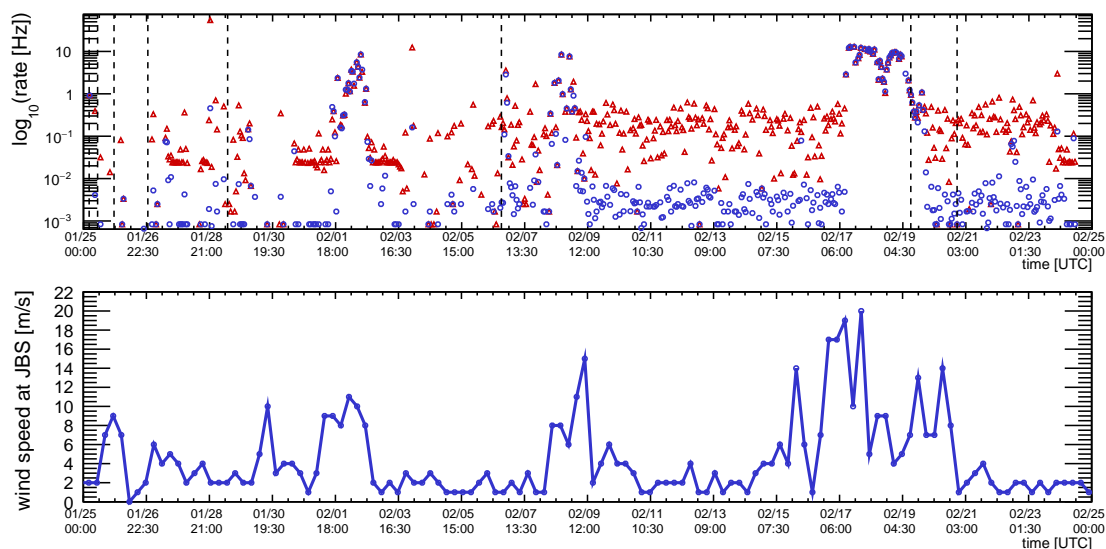 log₁₀(rate [Hz])
10
1
10⁻¹
10⁻²
10⁻³
01/25 01/26 01/28 01/30 02/01 02/03 02/05 02/07 02/09 02/11 02/13 02/15 02/17 02/19 02/21 02/23 02/25
00:00 22:30 21:00 19:30 18:00 16:30 15:00 13:30 12:00 10:30 09:00 07:30 06:00 04:30 03:00 01:30 00:00
time [UTC]
wind speed at JBS [m/s]
22
20
18
16
14
12
10
8
6
4
2
0
01/25 01/26 01/28 01/30 02/01 02/03 02/05 02/07 02/09 02/11 02/13 02/15 02/17 02/19 02/21 02/23 02/25
00:00 22:30 21:00 19:30 18:00 16:30 15:00 13:30 12:00 10:30 09:00 07:30 06:00 04:30 03:00 01:30 00:00
time [UTC]